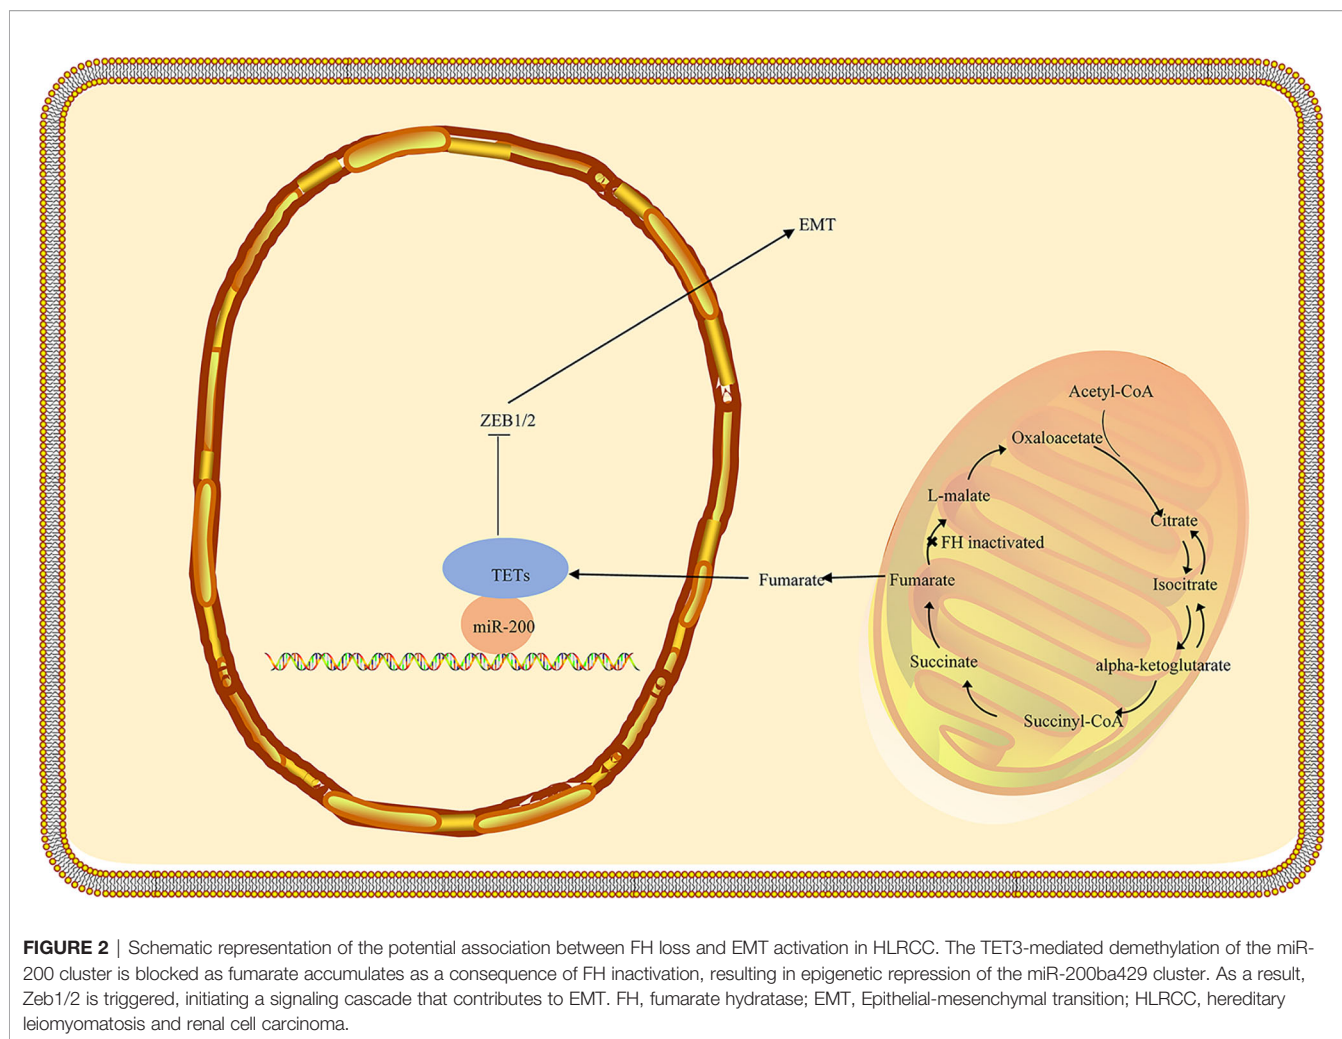 EMT
ZEB1/2
TETs
miR-200
Fumarate
Acetyl-CoA
Oxaloacetate
L-malate
Citrate
FH inactivated
Fumarate
Isocitrate
Succinate
alpha-ketoglutarate
Succinyl-CoA
FIGURE 2 | Schematic representation of the potential association between FH loss and EMT activation in HLRCC. The TET3-mediated demethylation of the miR-
200 cluster is blocked as fumarate accumulates as a consequence of FH inactivation, resulting in epigenetic repression of the miR-200ba429 cluster. As a result,
Zeb1/2 is triggered, initiating a signaling cascade that contributes to EMT. FH, fumarate hydratase; EMT, Epithelial-mesenchymal transition; HLRCC, hereditary
leiomyomatosis and renal cell carcinoma.